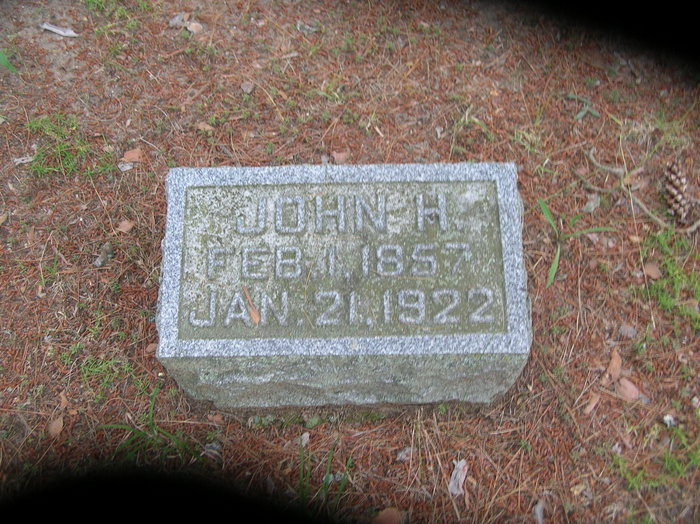 JOHN H.
FEB. 1, 1857
JAN. 21, 1922